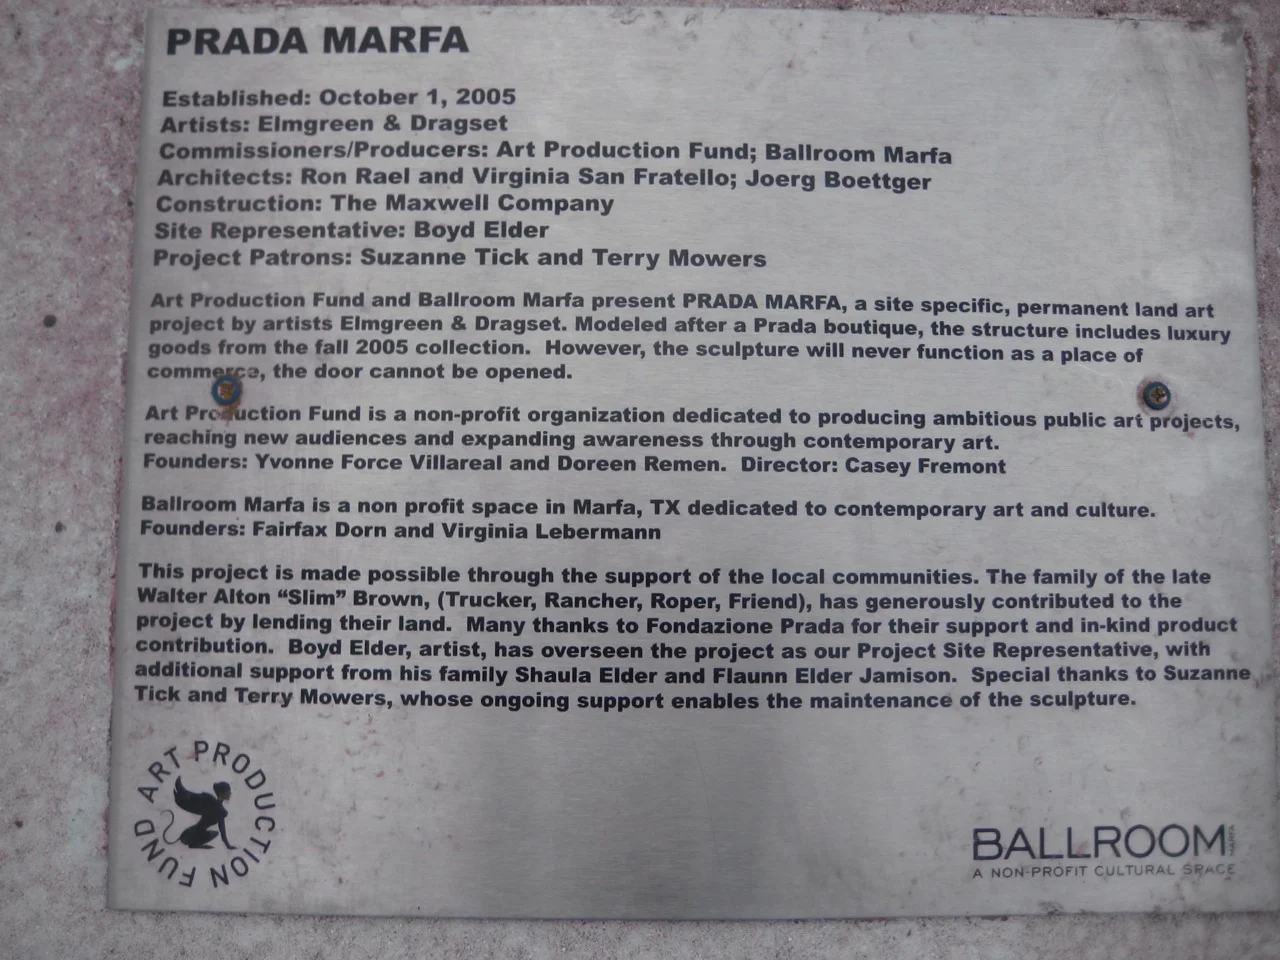 PRADA MARFA
Established: October 1, 2005
Artists: Elmgreen & Dragset
Commissioners/Producers: Art Production Fund; Ballroom Marfa
Architects: Ron Rael and Virginia San Fratello; Joerg Boettger
Construction: The Maxwell Company
Site Representative: Boyd Elder
Project Patrons: Suzanne Tick and Terry Mowers
Art Production Fund and Ballroom Marfa present PRADA MARFA, a site specific, permanent land art
project by artists Elmgreen & Dragset. Modeled after a Prada boutique, the structure includes luxury
goods from the fall 2005 collection. However, the sculpture will never function as a place of
commerce, the door cannot be opened.
Art Production Fund is a non-profit organization dedicated to producing ambitious public art projects,
reaching new audiences and expanding awareness through contemporary art.
Founders: Yvonne Force Villareal and Doreen Remen. Director: Casey Fremont
Ballroom Marfa is a non profit space in Marfa, TX dedicated to contemporary art and culture.
Founders: Fairfax Dorn and Virginia Lebermann
This project is made possible through the support of the local communities. The family of the late
Walter Alton “Slim” Brown, (Trucker, Rancher, Roper, Friend), has generously contributed to the
project by lending their land. Many thanks to Fondazione Prada for their support and in-kind product
contribution. Boyd Elder, artist, has overseen the project as our Project Site Representative, with
additional support from his family Shaula Elder and Flaunn Elder Jamison. Special thanks to Suzanne
Tick and Terry Mowers, whose ongoing support enables the maintenance of the sculpture.
ART PRODUCTION FUND
BALLROOM MARFA
A NON-PROFIT CULTURAL SPACE